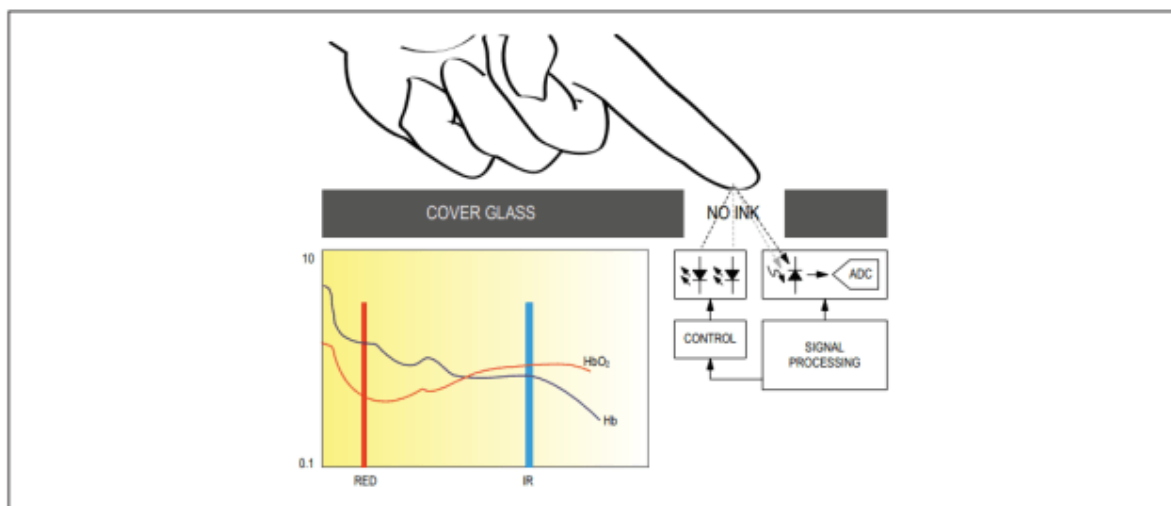 COVER GLASS
NO INK
10
ADC
CONTROL
SIGNAL
PROCESSING
HbO₂
Hb
0.1
RED
IR